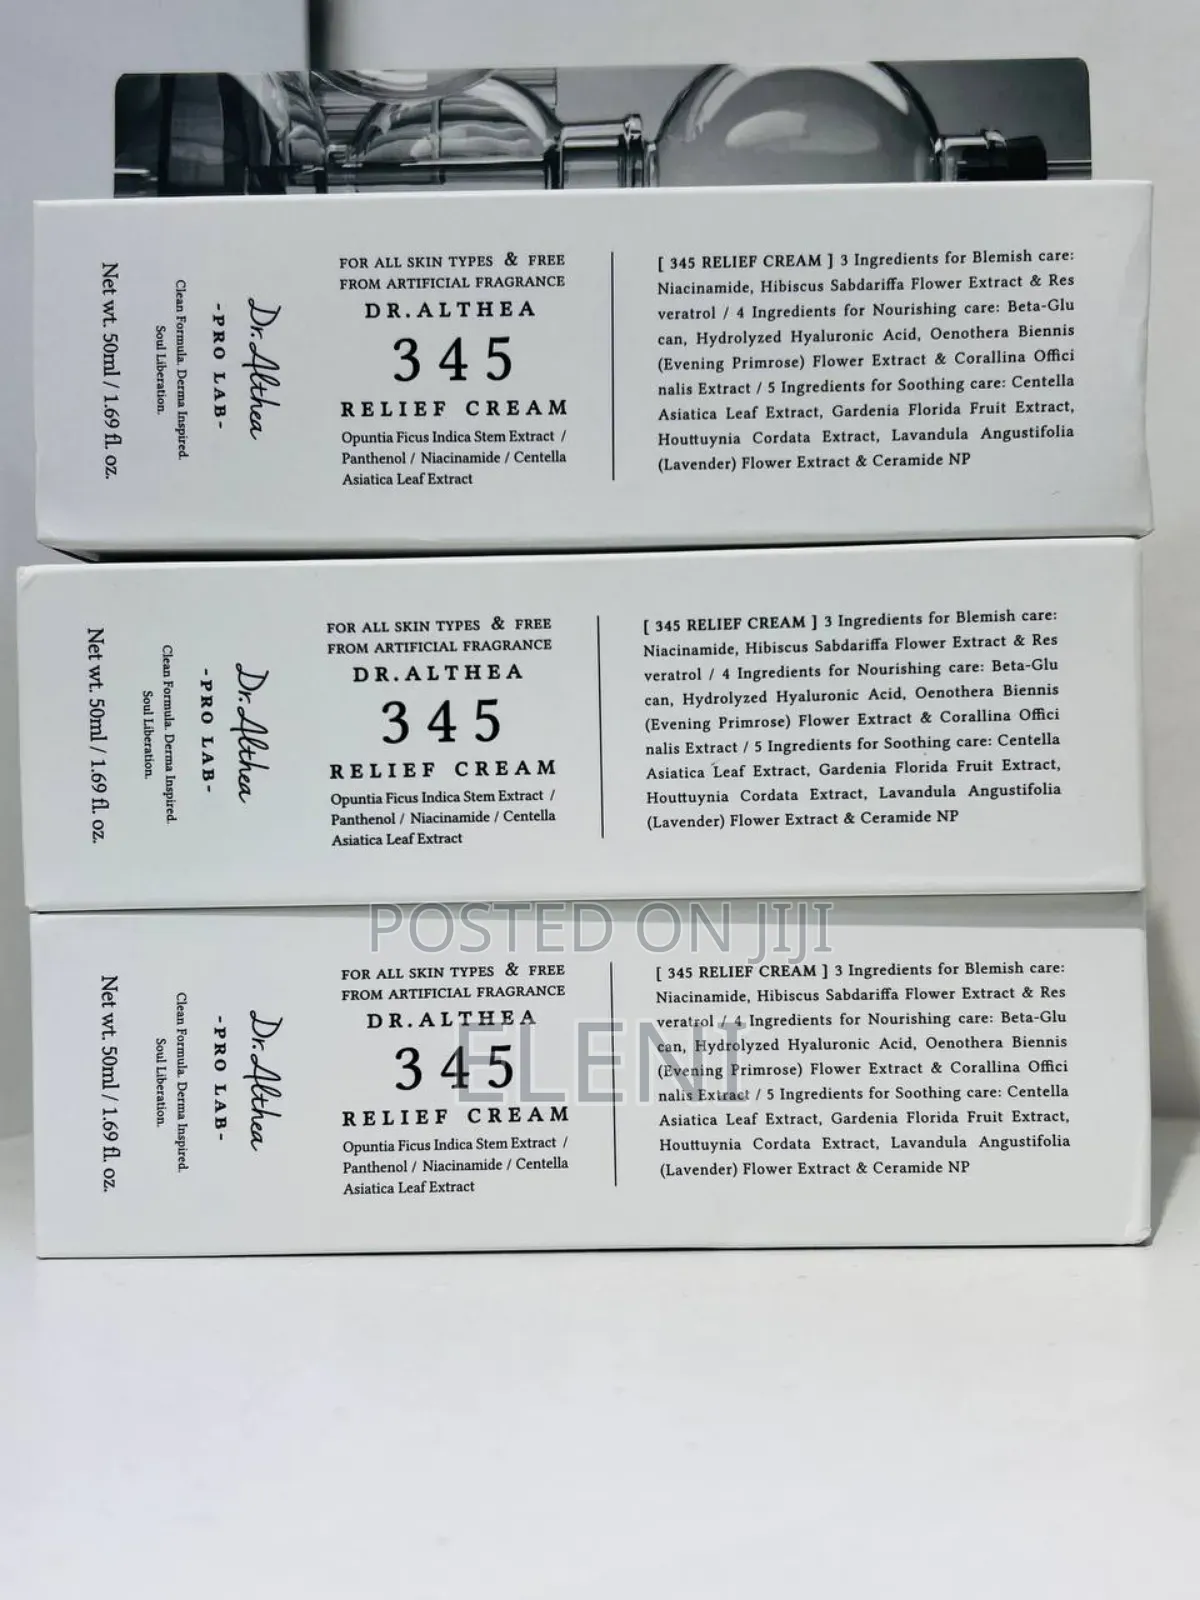 Net wt. 50ml / 1.69 fl. oz.
Clean Formula. Derma Inspired.
Soul Liberation.
-PRO LAB-
Dr.Althea
FOR ALL SKIN TYPES & FREE
FROM ARTIFICIAL FRAGRANCE
DR.ALTHEA
345
RELIEF CREAM
Opuntia Ficus Indica Stem Extract /
Panthenol / Niacinamide / Centella
Asiatica Leaf Extract
[ 345 RELIEF CREAM ] 3 Ingredients for Blemish care:
Niacinamide, Hibiscus Sabdariffa Flower Extract & Res
veratrol / 4 Ingredients for Nourishing care: Beta-Glu
can, Hydrolyzed Hyaluronic Acid, Oenothera Biennis
(Evening Primrose) Flower Extract & Corallina Offici
nalis Extract / 5 Ingredients for Soothing care: Centella
Asiatica Leaf Extract, Gardenia Florida Fruit Extract,
Houttuynia Cordata Extract, Lavandula Angustifolia
(Lavender) Flower Extract & Ceramide NP
Net wt. 50ml / 1.69 fl. oz.
Clean Formula. Derma Inspired.
Soul Liberation.
-PRO LAB-
Dr.Althea
FOR ALL SKIN TYPES & FREE
FROM ARTIFICIAL FRAGRANCE
DR.ALTHEA
345
RELIEF CREAM
Opuntia Ficus Indica Stem Extract /
Panthenol / Niacinamide / Centella
Asiatica Leaf Extract
[ 345 RELIEF CREAM ] 3 Ingredients for Blemish care:
Niacinamide, Hibiscus Sabdariffa Flower Extract & Res
veratrol / 4 Ingredients for Nourishing care: Beta-Glu
can, Hydrolyzed Hyaluronic Acid, Oenothera Biennis
(Evening Primrose) Flower Extract & Corallina Offici
nalis Extract / 5 Ingredients for Soothing care: Centella
Asiatica Leaf Extract, Gardenia Florida Fruit Extract,
Houttuynia Cordata Extract, Lavandula Angustifolia
(Lavender) Flower Extract & Ceramide NP
POSTED ON JIJI
ELENI
Net wt. 50ml / 1.69 fl. oz.
Clean Formula. Derma Inspired.
Soul Liberation.
-PRO LAB-
Dr.Althea
FOR ALL SKIN TYPES & FREE
FROM ARTIFICIAL FRAGRANCE
DR.ALTHEA
345
RELIEF CREAM
Opuntia Ficus Indica Stem Extract /
Panthenol / Niacinamide / Centella
Asiatica Leaf Extract
[ 345 RELIEF CREAM ] 3 Ingredients for Blemish care:
Niacinamide, Hibiscus Sabdariffa Flower Extract & Res
veratrol / 4 Ingredients for Nourishing care: Beta-Glu
can, Hydrolyzed Hyaluronic Acid, Oenothera Biennis
(Evening Primrose) Flower Extract & Corallina Offici
nalis Extract / 5 Ingredients for Soothing care: Centella
Asiatica Leaf Extract, Gardenia Florida Fruit Extract,
Houttuynia Cordata Extract, Lavandula Angustifolia
(Lavender) Flower Extract & Ceramide NP